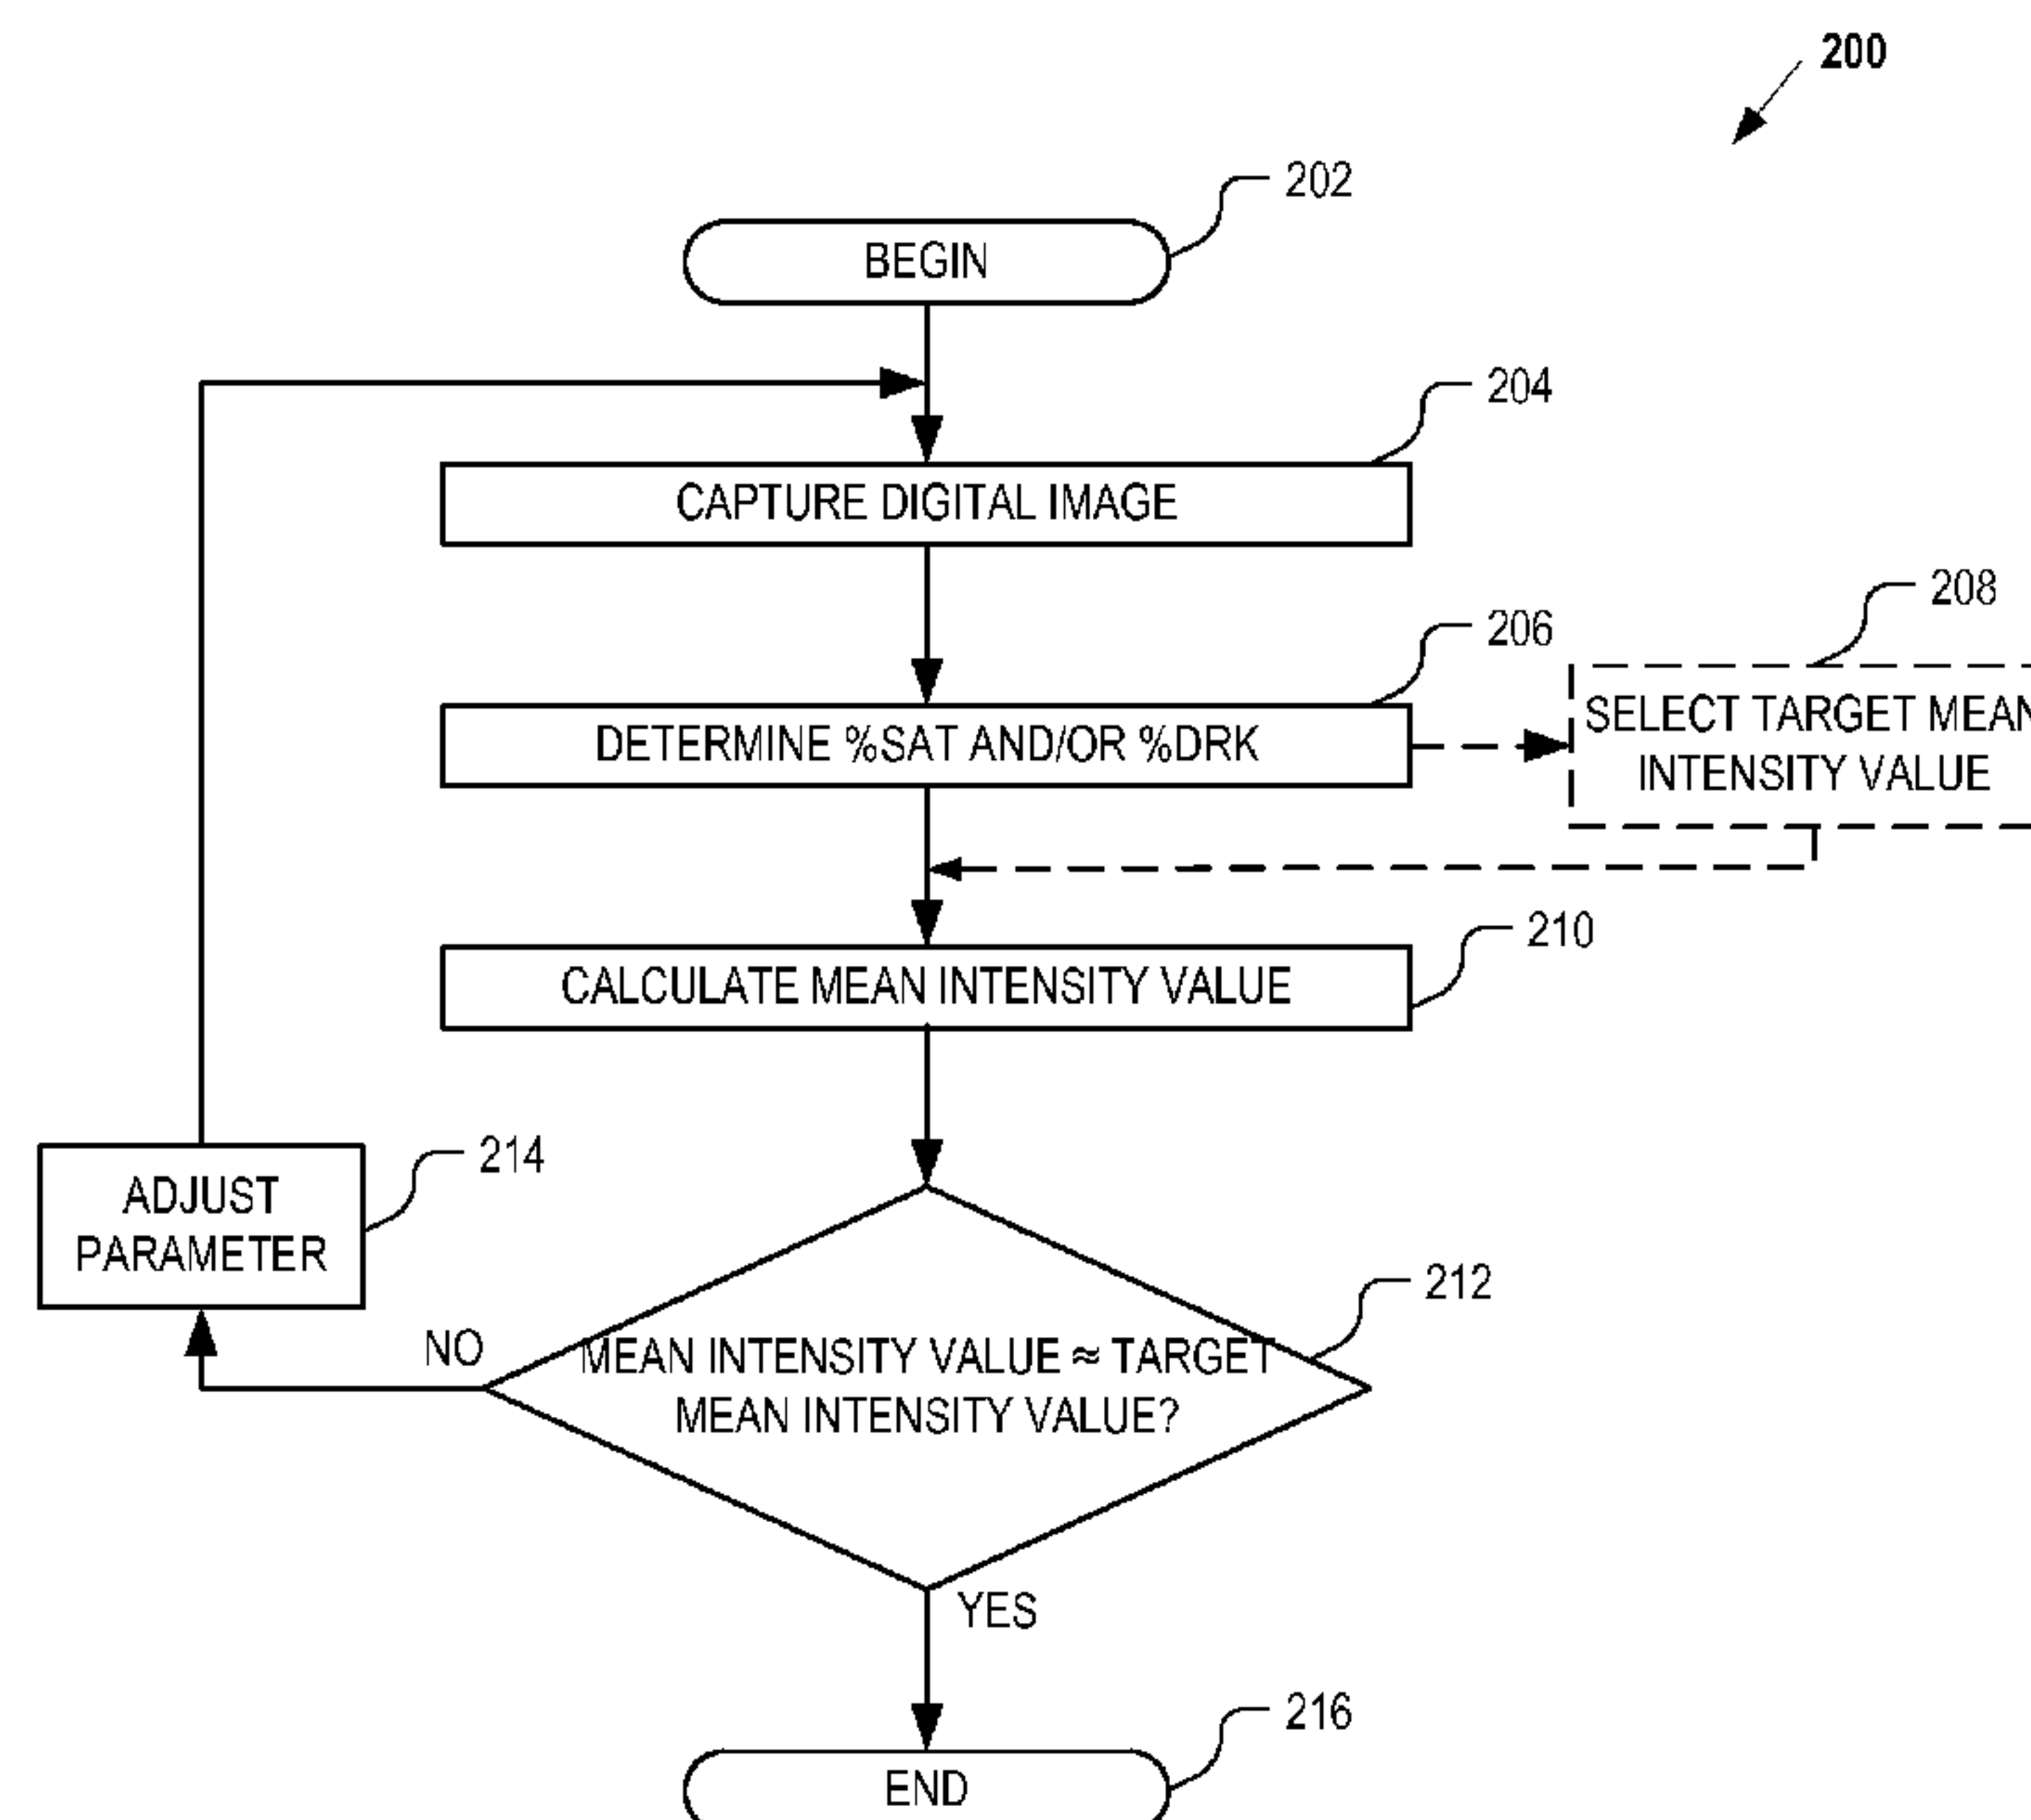 200
202
BEGIN
204
CAPTURE DIGITAL IMAGE
206
DETERMINE %SAT AND/OR %DRK
208
SELECT TARGET MEAN
INTENSITY VALUE
210
CALCULATE MEAN INTENSITY VALUE
214
ADJUST
PARAMETER
212
NO
MEAN INTENSITY VALUE ≈ TARGET
MEAN INTENSITY VALUE?
YES
216
END